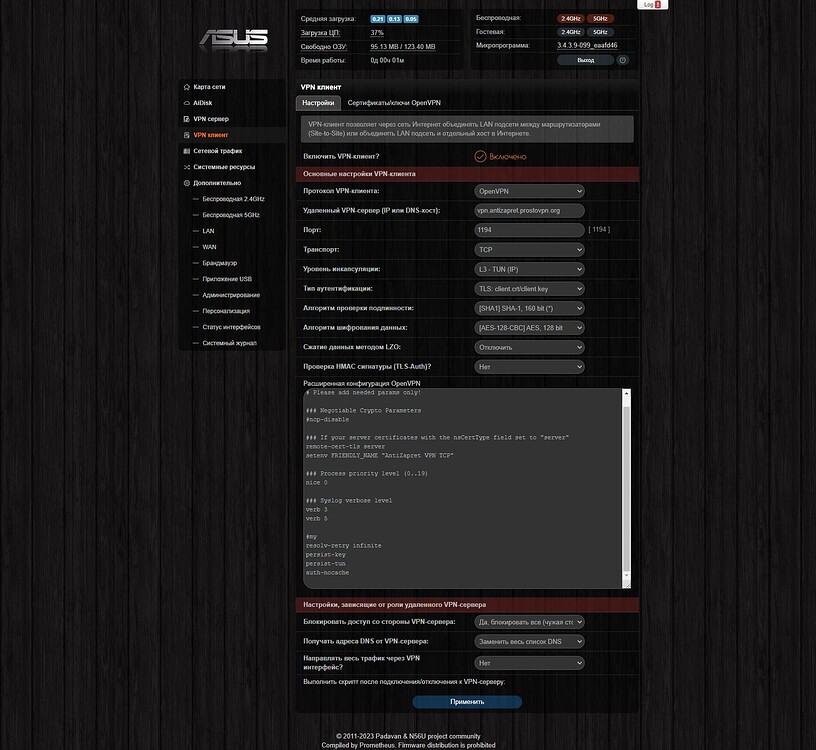 Log
ASUS
Средняя загрузка: 0.21 0.13 0.05
Загрузка ЦП: 37%
Свободно ОЗУ: 95.13 MB / 123.40 MB
Время работы: 0д 00ч 01м
Беспроводная: 2.4GHz 5GHz
Гостевая: 2.4GHz 5GHz
Микропрограмма: 3.4.3.9-099_eaafd46
Выход
Карта сети
AiDisk
VPN сервер
VPN клиент
Сетевой трафик
Системные ресурсы
Дополнительно
Беспроводная 2.4GHz
Беспроводная 5GHz
LAN
WAN
Брандмауэр
Приложение USB
Администрирование
Персонализация
Статус интерфейсов
Системный журнал
VPN клиент
Настройки Сертификаты/ключи OpenVPN
VPN-клиент позволяет через сеть Интернет объединять LAN подсети между маршрутизаторами
(Site-to-Site) или объединять LAN подсеть и отдельный хост в Интернете.
Включить VPN-клиент? Включено
Основные настройки VPN-клиента
Протокол VPN-клиента: OpenVPN
Удаленный VPN-сервер (IP или DNS-хост): vpn.antizapret.prostovpn.org
Порт: 1194 [ 1194 ]
Транспорт: TCP
Уровень инкапсуляции: L3 - TUN (IP)
Тип аутентификации: TLS: client.crt/client.key
Алгоритм проверки подлинности: [SHA1] SHA-1, 160 bit (*)
Алгоритм шифрования данных: [AES-128-CBC] AES, 128 bit
Сжатие данных методом LZO: Отключить
Проверка HMAC сигнатуры (TLS-Auth)? Нет
Расширенная конфигурация OpenVPN
# Please add needed params only!
### Negotiable Crypto Parameters
#ncp-disable
### If your server certificates with the nsCertType field set to "server"
remote-cert-tls server
setenv FRIENDLY_NAME "AntiZapret VPN TCP"
### Process priority level (0..19)
nice 0
### Syslog verbose level
verb 3
verb 5
#my
resolv-retry infinite
persist-key
persist-tun
auth-nocache
Настройки, зависящие от роли удаленного VPN-сервера
Блокировать доступ со стороны VPN-сервера: Да, блокировать все (чужая сто
Получать адреса DNS от VPN-сервера: Заменить весь список DNS
Направлять весь трафик через VPN
интерфейс? Нет
Выполнить скрипт после подключения/отключения к VPN-серверу:
Применить
© 2011-2023 Padavan & N56U project community
Compiled by Prometheus. Firmware distribution is prohibited